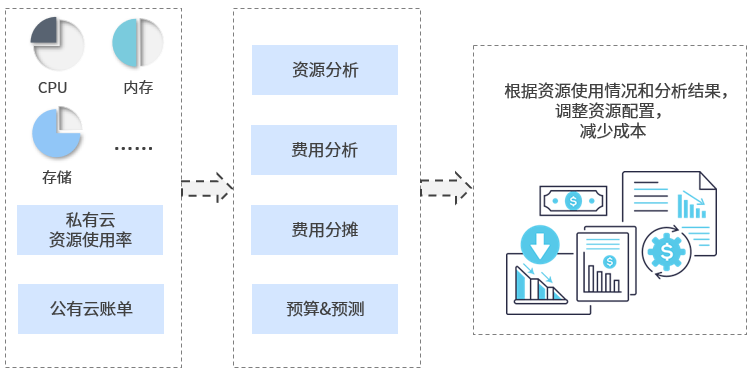 CPU
内存
存储
……
私有云
资源使用率
公有云账单
资源分析
费用分析
费用分摊
预算&预测
根据资源使用情况和分析结果，
调整资源配置，
减少成本
$
$
$